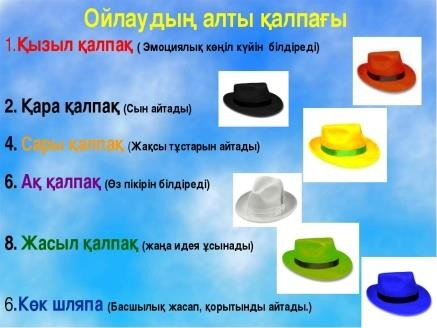 Ойлаудың алты қалпағы
1.Қызыл қалпақ ( Эмоциялық көңіл күйін білдіреді)
2. Қара қалпақ (Сын айтады)
4. Сары қалпақ (Жақсы тұстарын айтады)
6. Ақ қалпақ (Өз пікірін білдіреді)
8. Жасыл қалпақ (жаңа идея ұсынады)
6.Көк шляпа (Басшылық жасап, қорытынды айтады.)